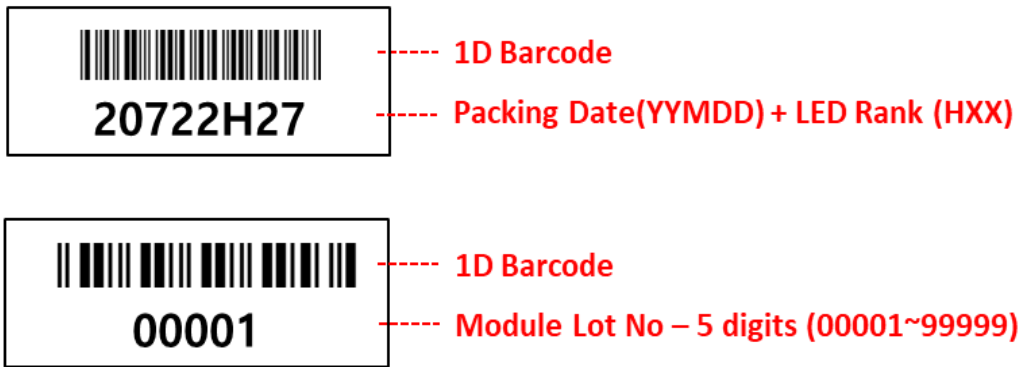 1D Barcode
20722H27
Packing Date(YYMDD) + LED Rank (HXX)
1D Barcode
00001
Module Lot No – 5 digits (00001~99999)